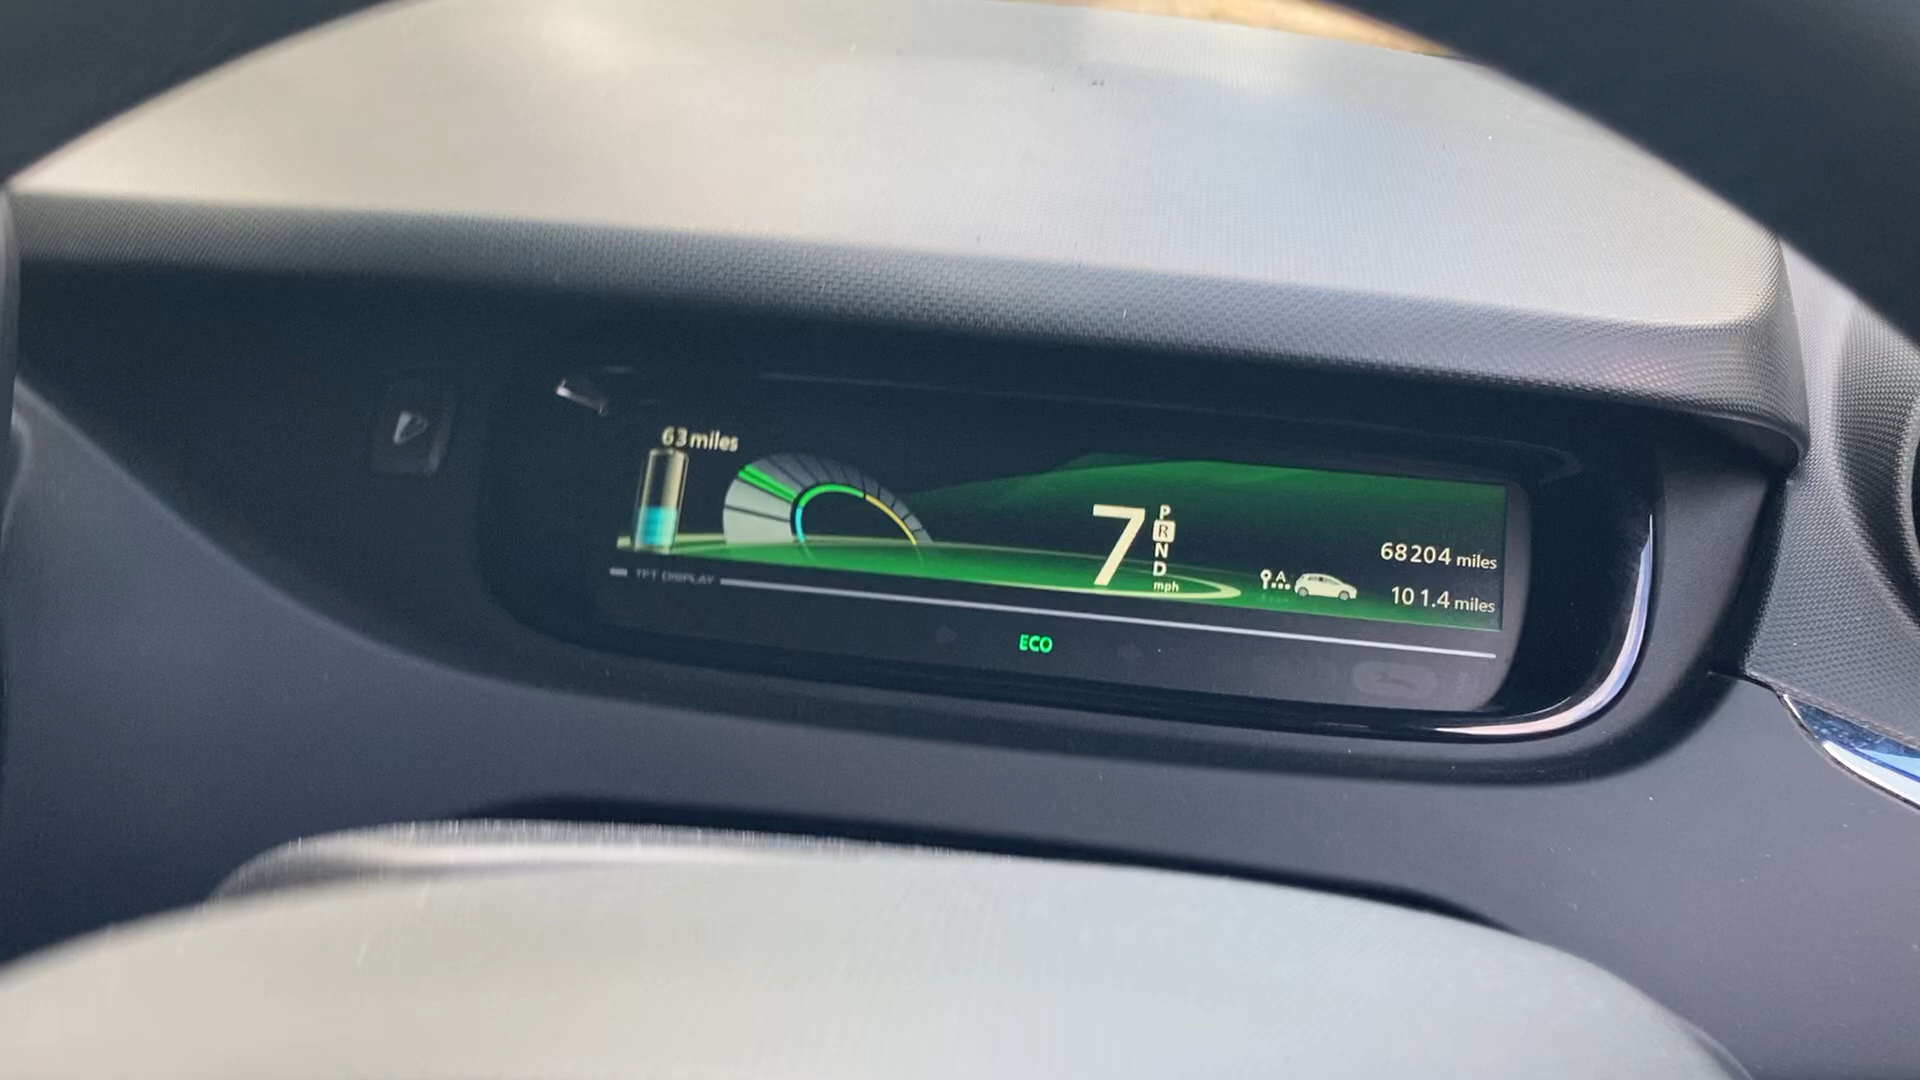 63 miles
7
P
R
N
D
mph
A
68204 miles
101.4 miles
TFT DISPLAY
ECO